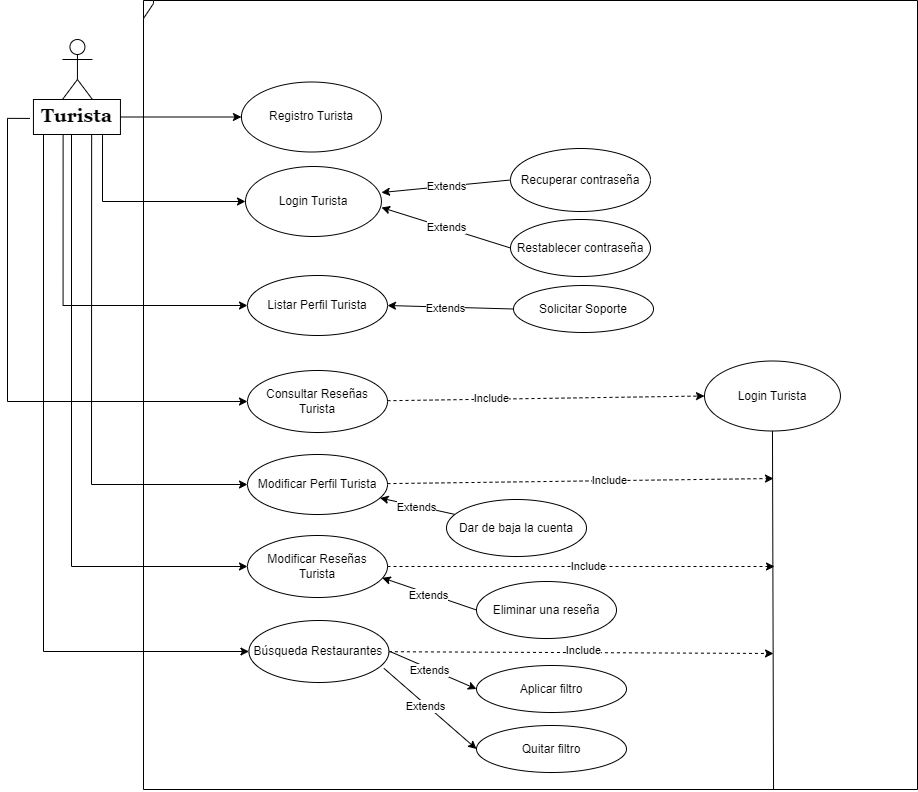 Turista
Registro Turista
Login Turista
Extends
Recuperar contraseña
Extends
Restablecer contraseña
Listar Perfil Turista
Extends
Solicitar Soporte
Consultar Reseñas
Turista
Include
Login Turista
Modificar Perfil Turista
Include
Extends
Dar de baja la cuenta
Modificar Reseñas
Turista
Include
Extends
Eliminar una reseña
Búsqueda Restaurantes
Include
Extends
Aplicar filtro
Extends
Quitar filtro